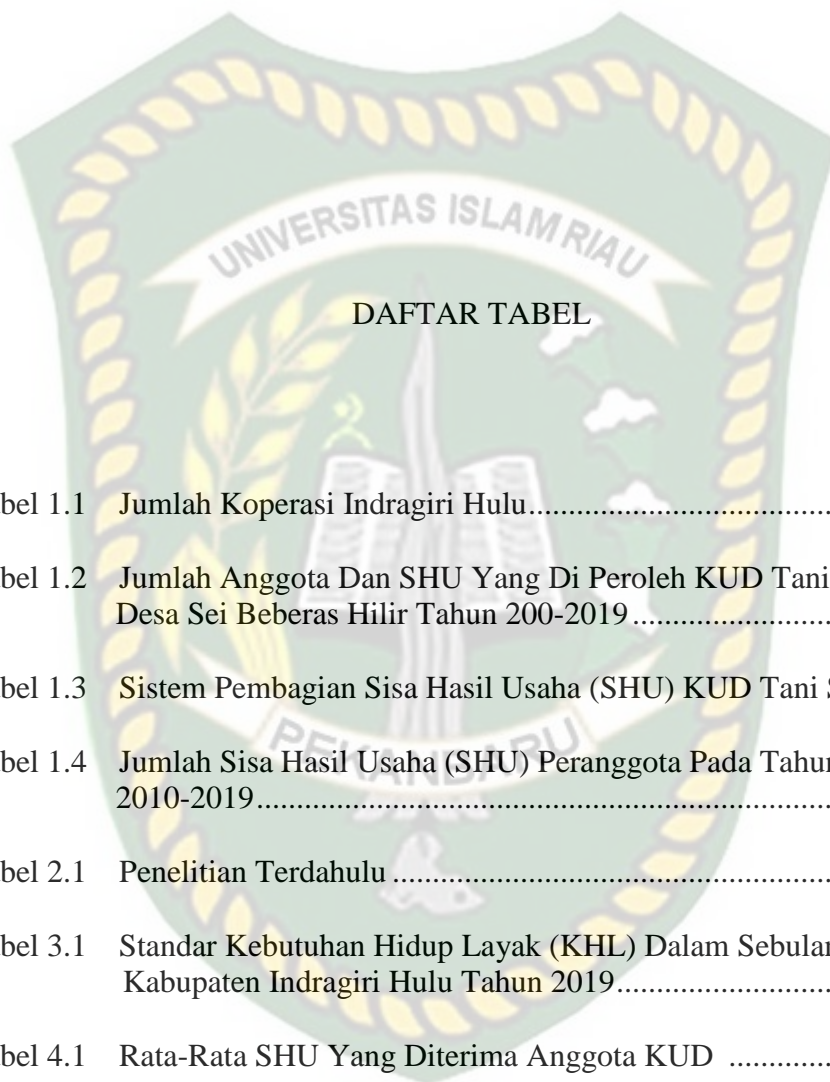 UNIVERSITAS ISLAM RIAU
DAFTAR TABEL
bel 1.1 Jumlah Koperasi Indragiri Hulu.......................................
bel 1.2 Jumlah Anggota Dan SHU Yang Di Peroleh KUD Tani
Desa Sei Beberas Hilir Tahun 200-2019.........................
bel 1.3 Sistem Pembagian Sisa Hasil Usaha (SHU) KUD Tani S
bel 1.4 Jumlah Sisa Hasil Usaha (SHU) Peranggota Pada Tahun
2010-2019........................................................................
PEKANBARU
bel 2.1 Penelitian Terdahulu.......................................................
bel 3.1 Standar Kebutuhan Hidup Layak (KHL) Dalam Sebulan
Kabupaten Indragiri Hulu Tahun 2019...........................
bel 4.1 Rata-Rata SHU Yang Diterima Anggota KUD .............